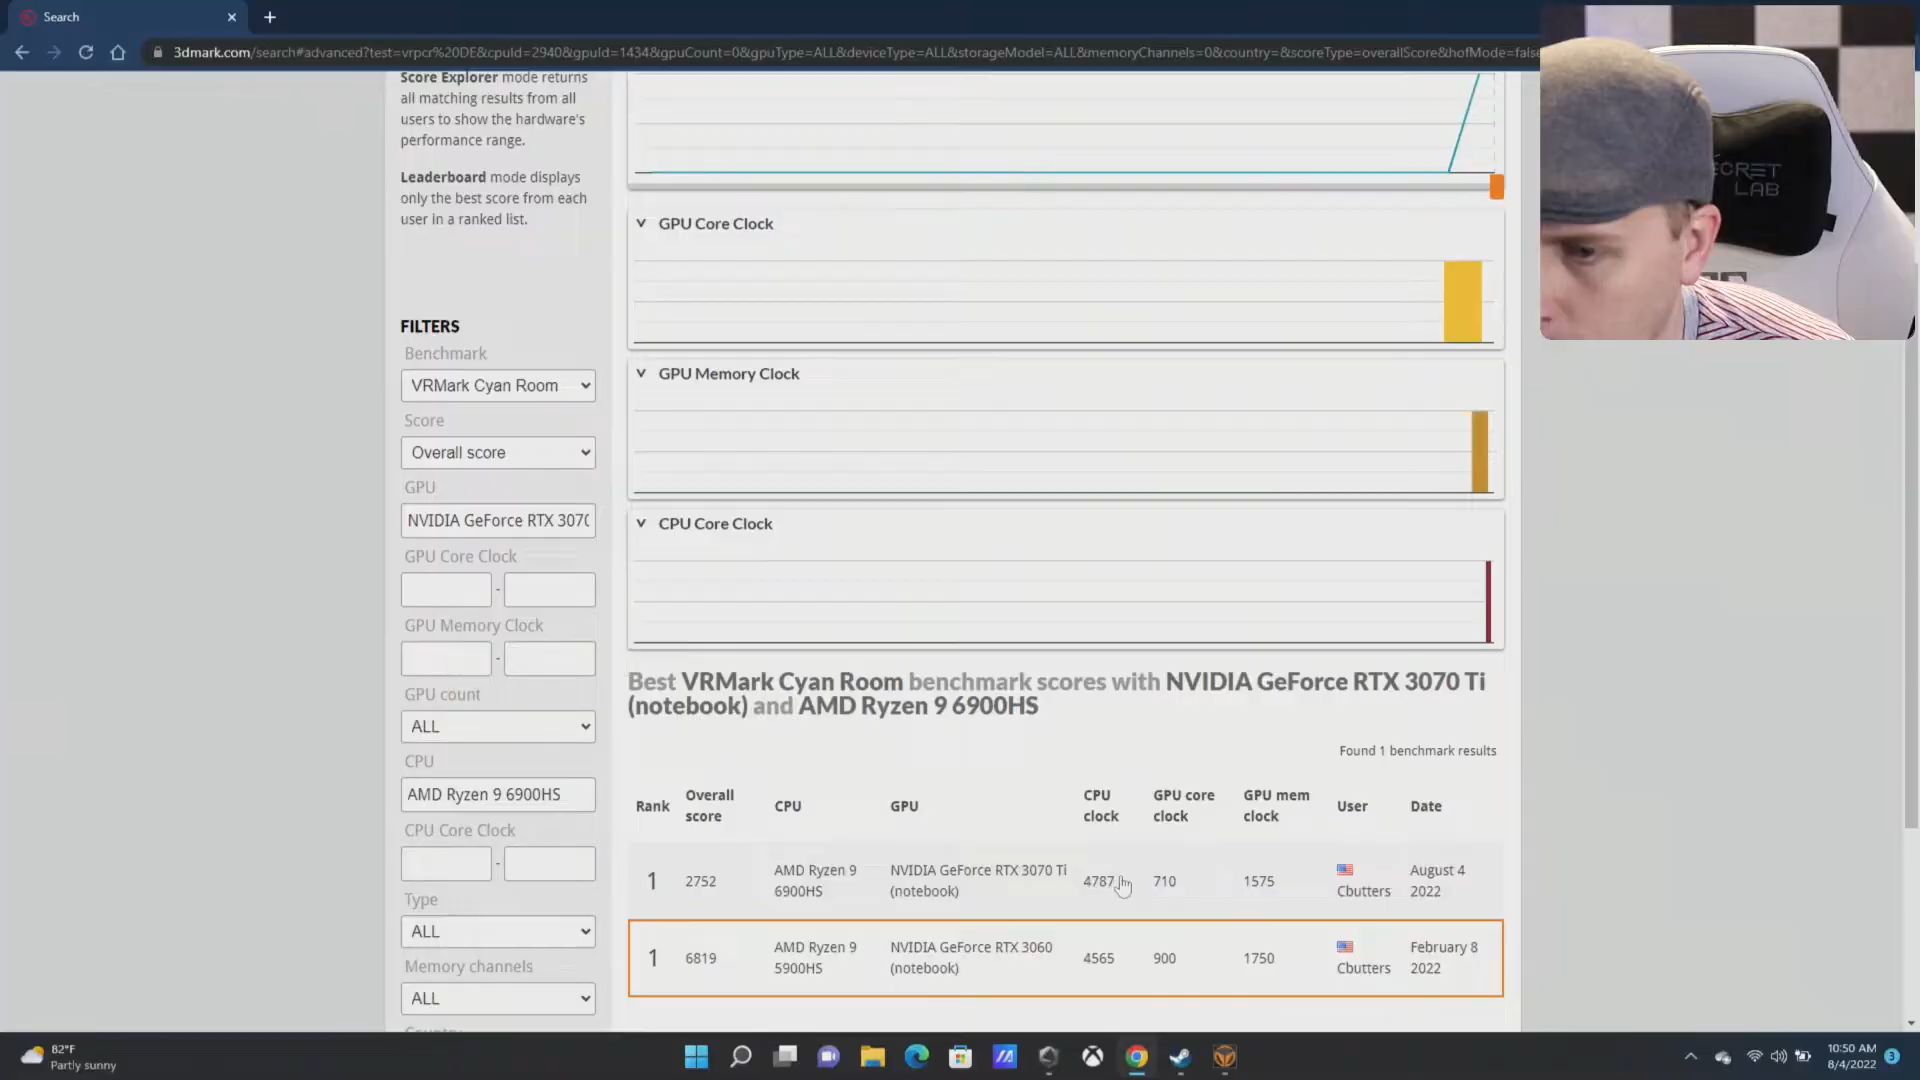 Search
3dmark.com/search#advanced?test=vrpcr%20DE&cpuId=2940&gpuId=1434&gpuCount=0&gpuType=ALL&deviceType=ALL&storageModel=ALL&memoryChannels=0&country=&scoreType=overallScore&hofMode=false
Score Explorer mode returns
all matching results from all
users to show the hardware's
performance range.
Leaderboard mode displays
only the best score from each
user in a ranked list.
FILTERS
Benchmark
VRMark Cyan Room
Score
Overall score
GPU
NVIDIA GeForce RTX 3070
GPU Core Clock
-
GPU Memory Clock
-
GPU count
ALL
CPU
AMD Ryzen 9 6900HS
CPU Core Clock
-
Type
ALL
Memory channels
ALL
Country
GPU Core Clock
GPU Memory Clock
CPU Core Clock
Best VRMark Cyan Room benchmark scores with NVIDIA GeForce RTX 3070 Ti
(notebook) and AMD Ryzen 9 6900HS
Found 1 benchmark results
Rank Overall score CPU GPU CPU clock GPU core clock GPU mem clock User Date
1 2752 AMD Ryzen 9 6900HS NVIDIA GeForce RTX 3070 Ti (notebook) 4787 710 1575 Cbutters August 4 2022
1 6819 AMD Ryzen 9 5900HS NVIDIA GeForce RTX 3060 (notebook) 4565 900 1750 Cbutters February 8 2022
SECRET
LAB
82°F
Partly sunny
10:50 AM
8/4/2022
3